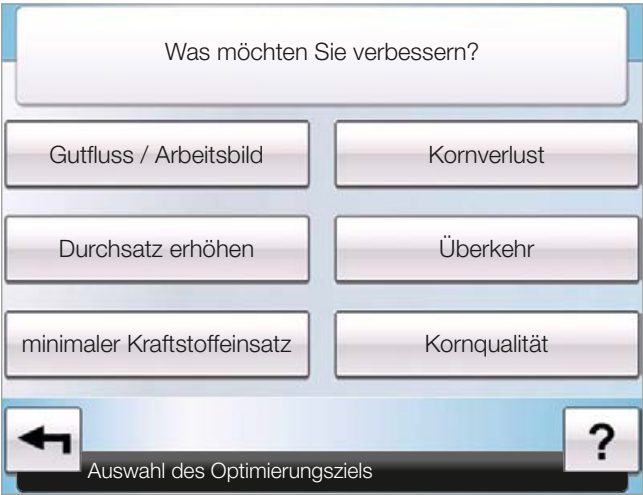 Was möchten Sie verbessern?
Gutfluss / Arbeitsbild
Kornverlust
Durchsatz erhöhen
Überkehr
minimaler Kraftstoffeinsatz
Kornqualität
?
Auswahl des Optimierungsziels